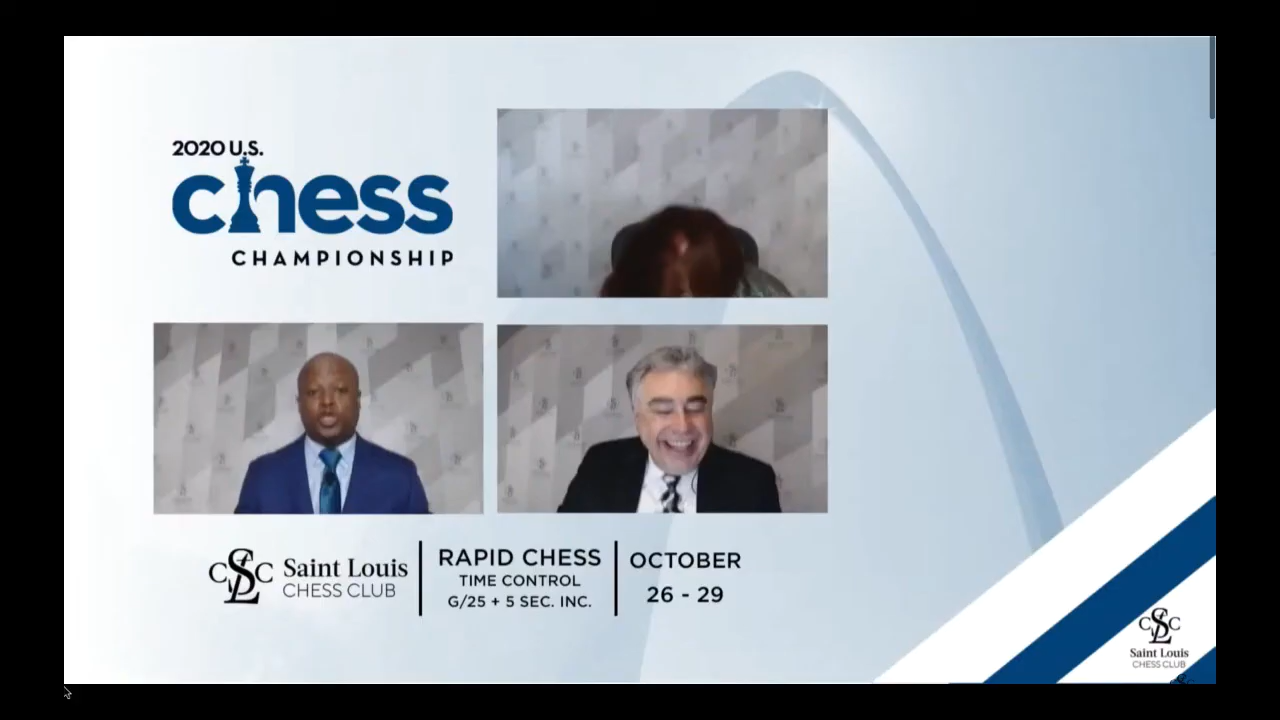 2020 U.S.
chess
CHAMPIONSHIP
CSLCC Saint Louis
CHESS CLUB
RAPID CHESS
TIME CONTROL
G/25 + 5 SEC. INC.
OCTOBER
26 - 29
Saint Louis
CHESS CLUB